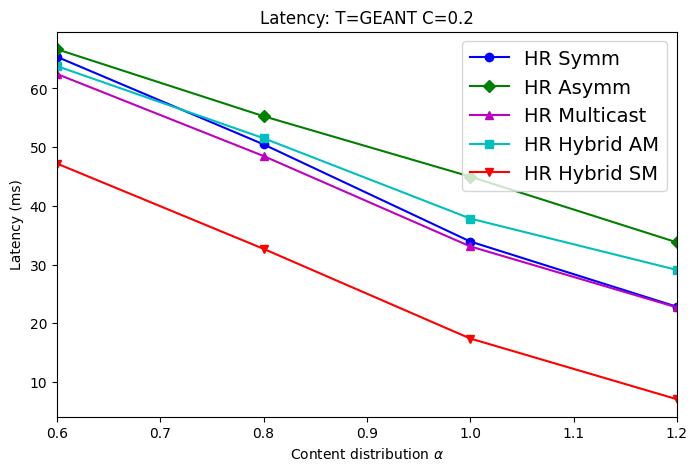 Latency: T=GEANT C=0.2
HR Symm
HR Asymm
HR Multicast
HR Hybrid AM
HR Hybrid SM
Latency (ms)
60
50
40
30
20
10
0.6 0.7 0.8 0.9 1.0 1.1 1.2
Content distribution α